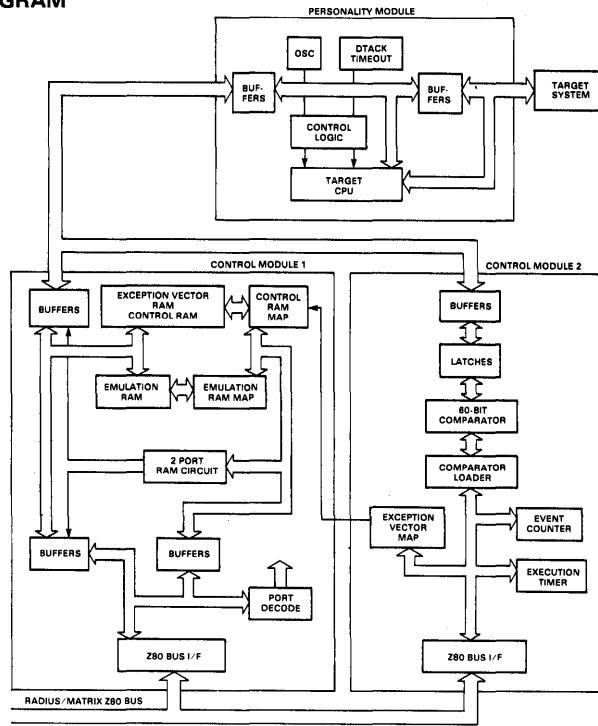 GRAM
PERSONALITY MODULE
OSC
DTACK
TIMEOUT
BUF-
FERS
BUF-
FERS
TARGET
SYSTEM
CONTROL
LOGIC
TARGET
CPU
CONTROL MODULE 1
CONTROL MODULE 2
BUFFERS
EXCEPTION VECTOR
RAM
CONTROL RAM
CONTROL
RAM
MAP
BUFFERS
LATCHES
EMULATION
RAM
EMULATION
RAM MAP
60-BIT
COMPARATOR
2 PORT
RAM CIRCUIT
COMPARATOR
LOADER
EXCEPTION
VECTOR
MAP
EVENT
COUNTER
BUFFERS
BUFFERS
PORT
DECODE
EXECUTION
TIMER
Z80 BUS I/F
Z80 BUS I/F
RADIUS/MATRIX Z80 BUS